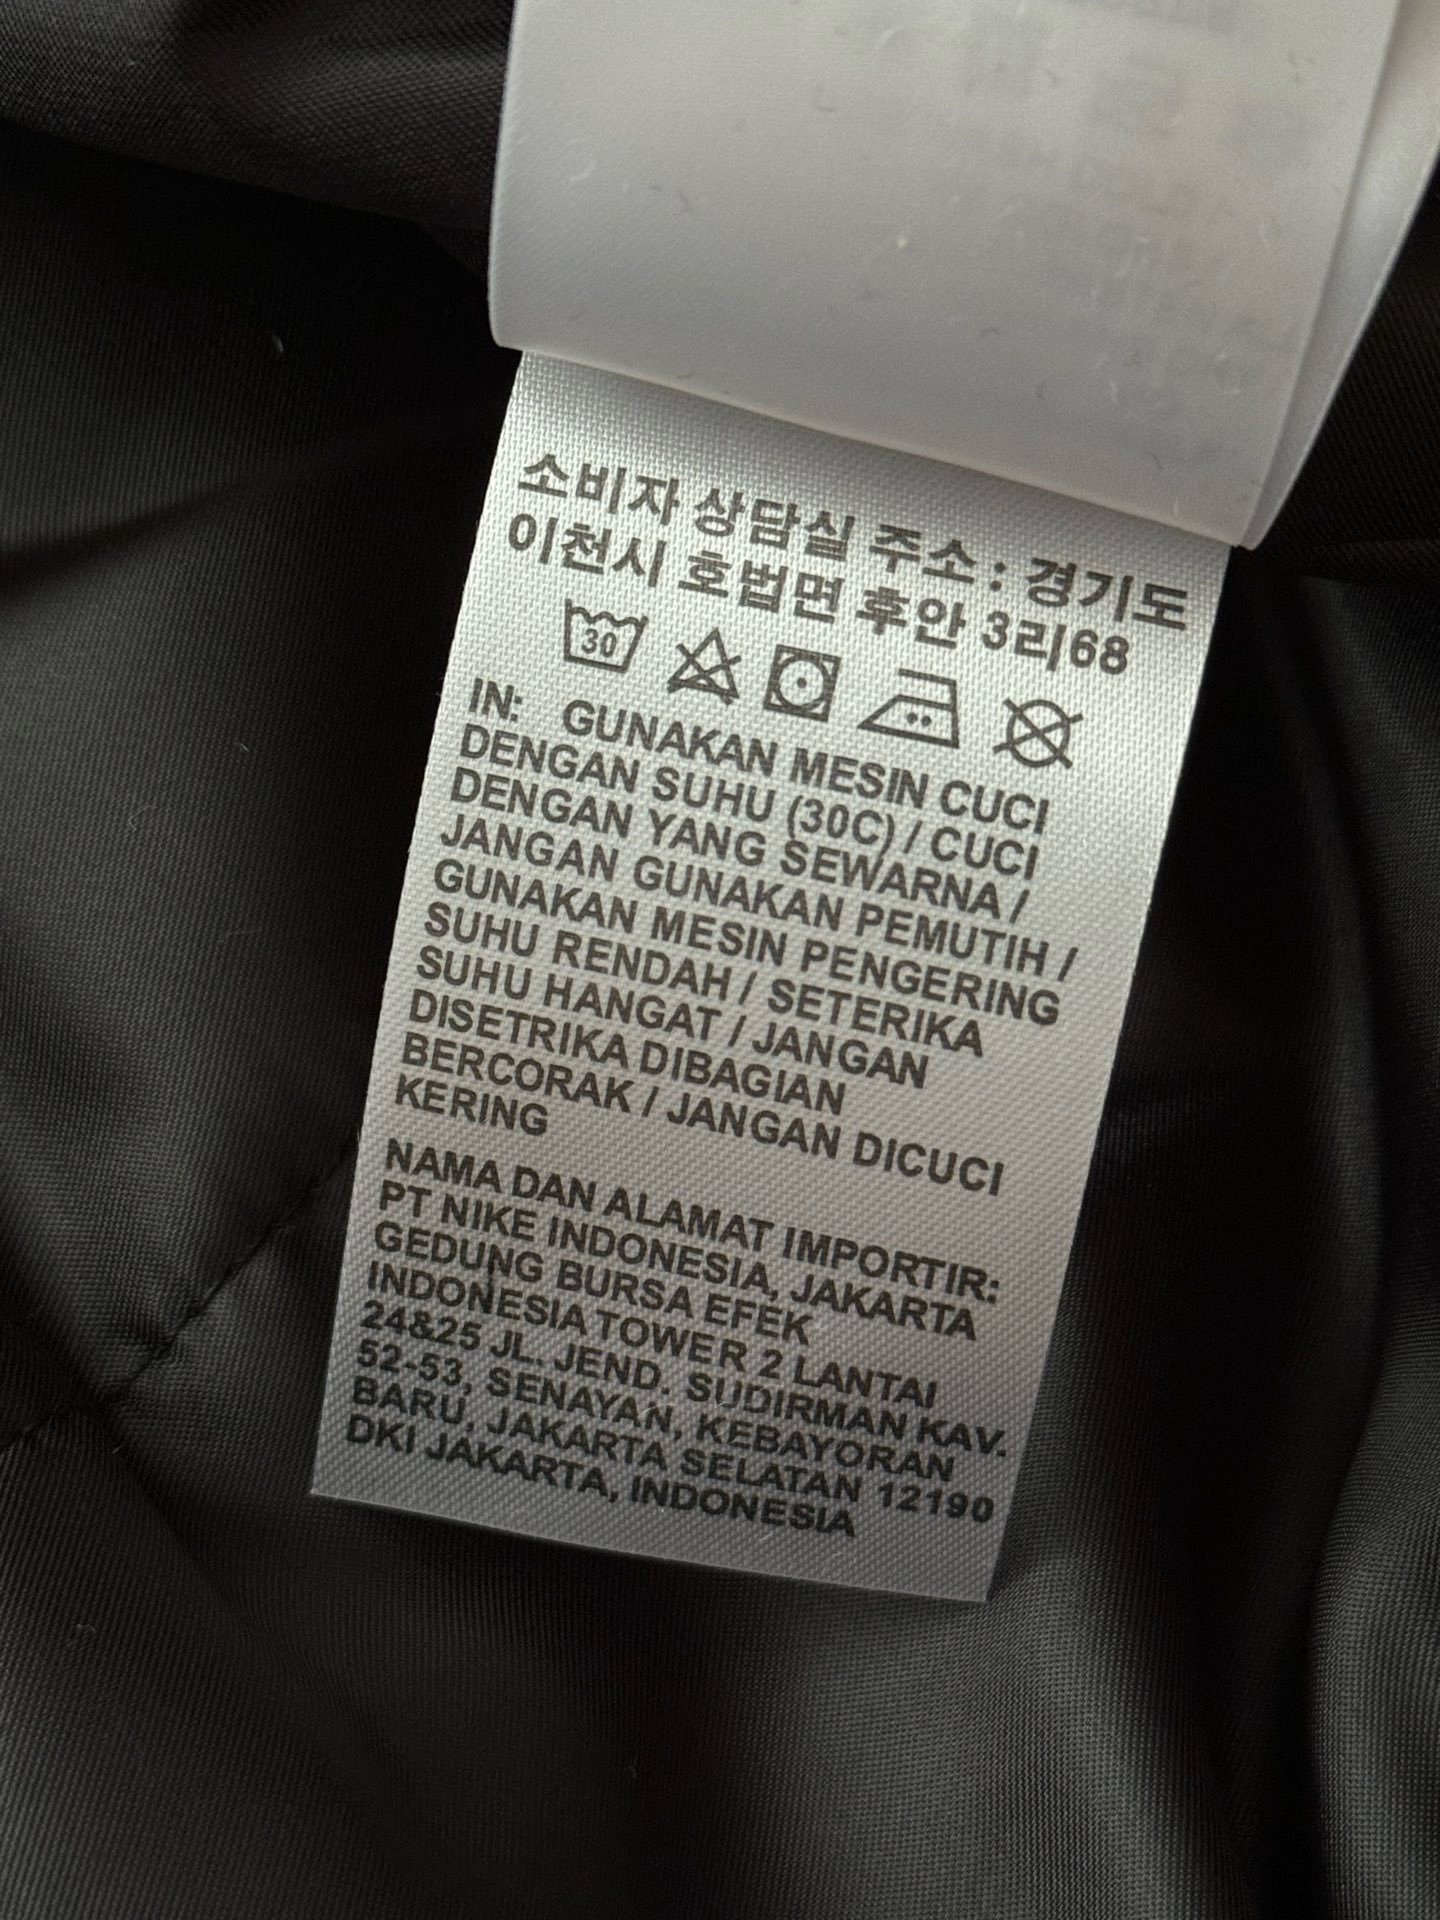 소비자 상담실 주소 : 경기도
이천시 호법면 후안 3리68
30
IN: GUNAKAN MESIN CUCI
DENGAN SUHU (30C) / CUCI
DENGAN YANG SEWARNA /
JANGAN GUNAKAN PEMUTIH /
GUNAKAN MESIN PENGERING
SUHU RENDAH / SETERIKA
SUHU HANGAT / JANGAN
DISETRIKA DIBAGIAN
BERCORAK / JANGAN DICUCI
KERING
NAMA DAN ALAMAT IMPORTIR:
PT NIKE INDONESIA, JAKARTA
GEDUNG BURSA EFEK
INDONESIA TOWER 2 LANTAI
24&25 JL. JEND. SUDIRMAN KAV.
52-53, SENAYAN, KEBAYORAN
BARU, JAKARTA SELATAN 12190
DKI JAKARTA, INDONESIA